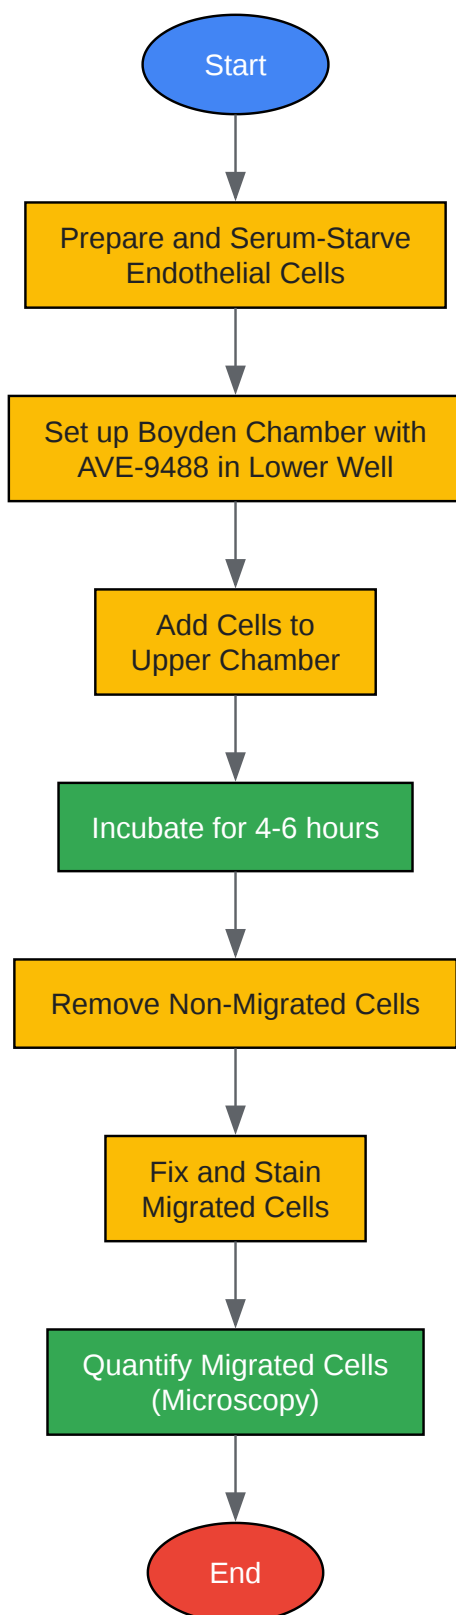 Start
Prepare and Serum-Starve
Endothelial Cells
Set up Boyden Chamber with
AVE-9488 in Lower Well
Add Cells to
Upper Chamber
Incubate for 4-6 hours
Remove Non-Migrated Cells
Fix and Stain
Migrated Cells
Quantify Migrated Cells
(Microscopy)
End